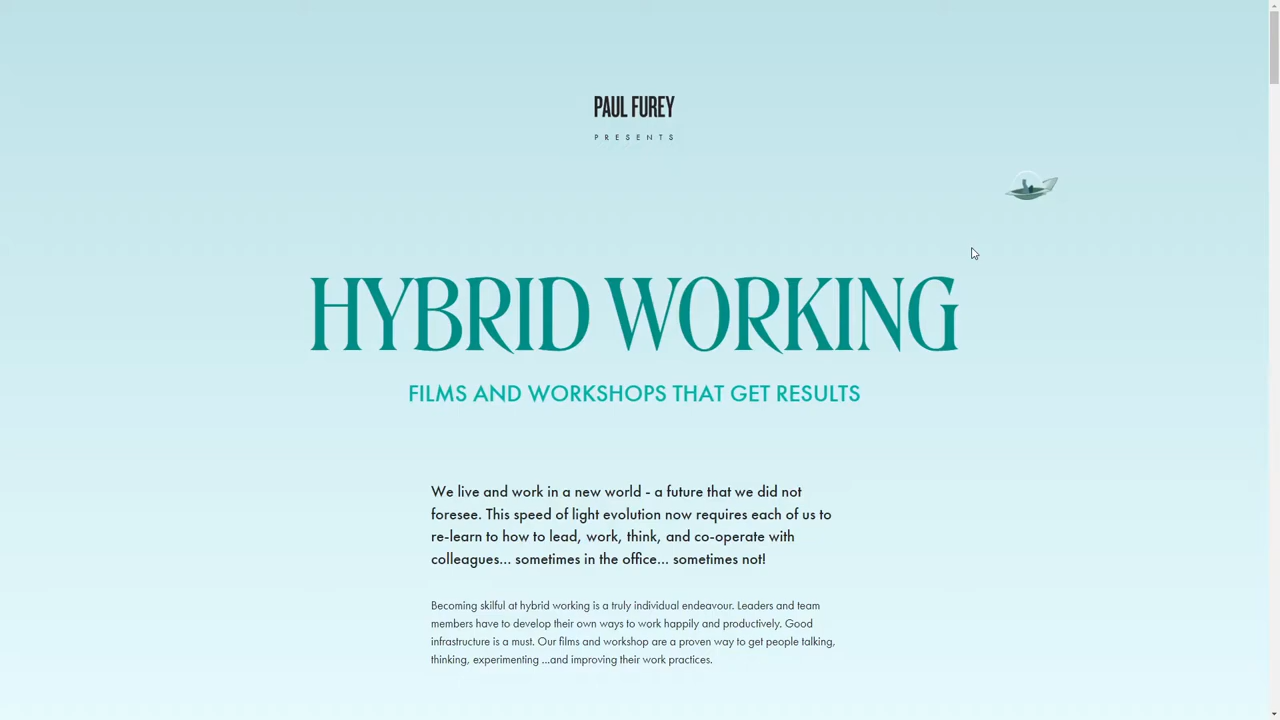 PAUL FUREY
PRESENTS
HYBRID WORKING
FILMS AND WORKSHOPS THAT GET RESULTS
We live and work in a new world - a future that we did not
foresee. This speed of light evolution now requires each of us to
re-learn to how to lead, work, think, and co-operate with
colleagues... sometimes in the office... sometimes not!
Becoming skilful at hybrid working is a truly individual endeavour. Leaders and team
members have to develop their own ways to work happily and productively. Good
infrastructure is a must. Our films and workshop are a proven way to get people talking,
thinking, experimenting ...and improving their work practices.